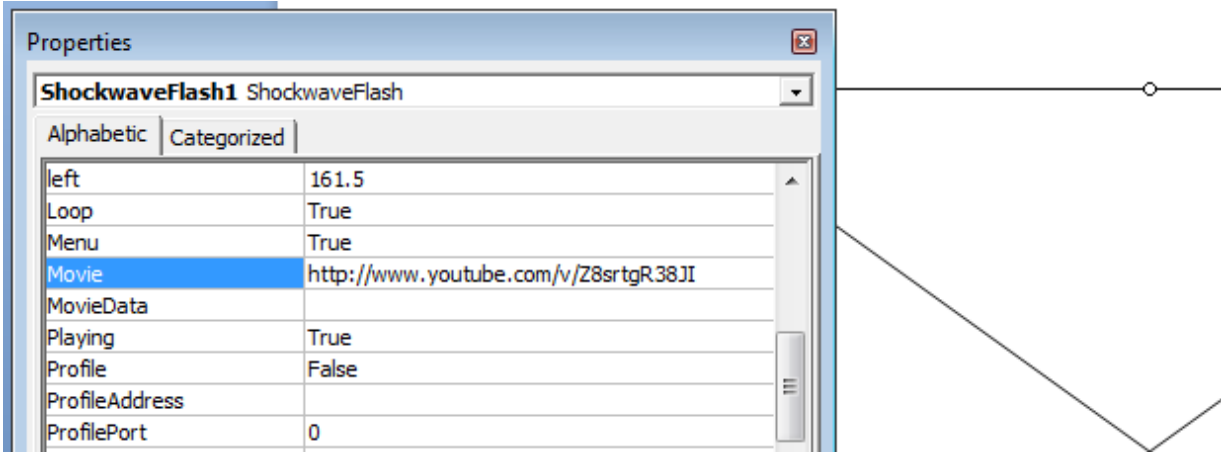 Properties
ShockwaveFlash1 ShockwaveFlash
Alphabetic Categorized
left 161.5
Loop True
Menu True
Movie http://www.youtube.com/v/Z8srtgR38JI
MovieData
Playing True
Profile False
ProfileAddress
ProfilePort 0